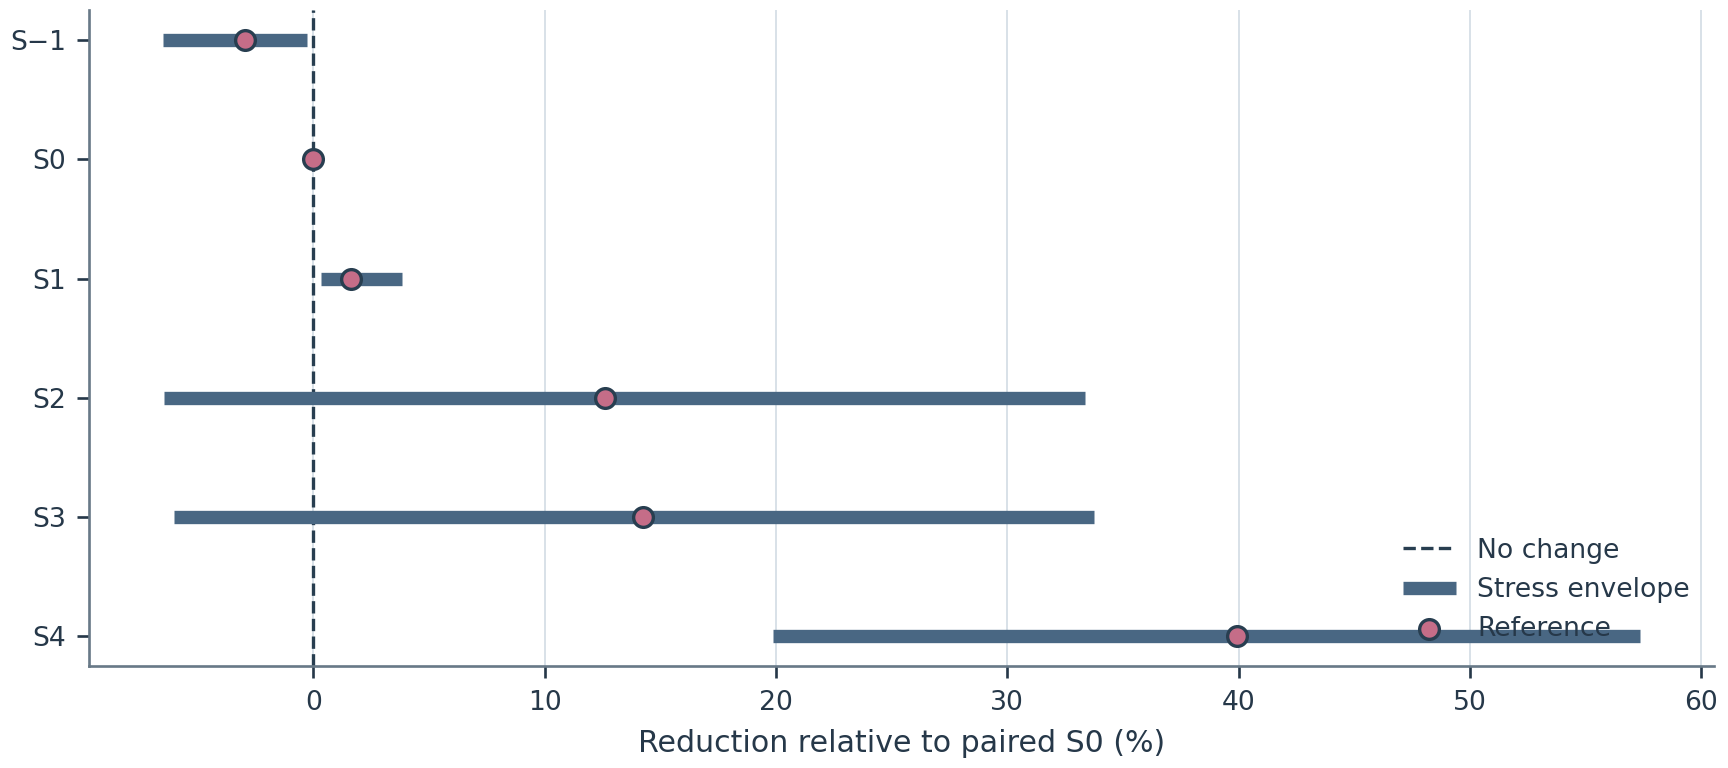 S−1
S0
S1
S2
S3
S4
No change
Stress envelope
Reference
0 10 20 30 40 50 60
Reduction relative to paired S0 (%)